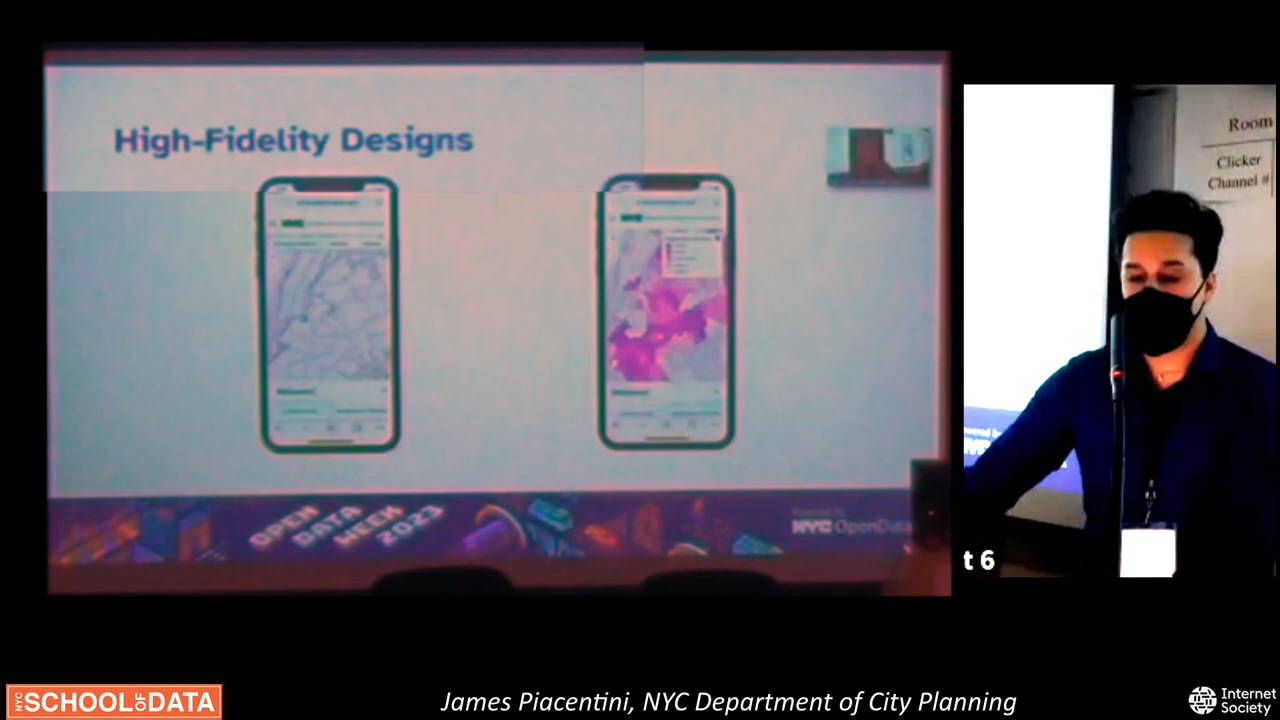 High-Fidelity Designs
OPEN
DATA
WEEK
2023
NYC OpenData
Room
Clicker
Channel #
t 6
NYC SCHOOL OF DATA
James Piacentini, NYC Department of City Planning
Internet
Society